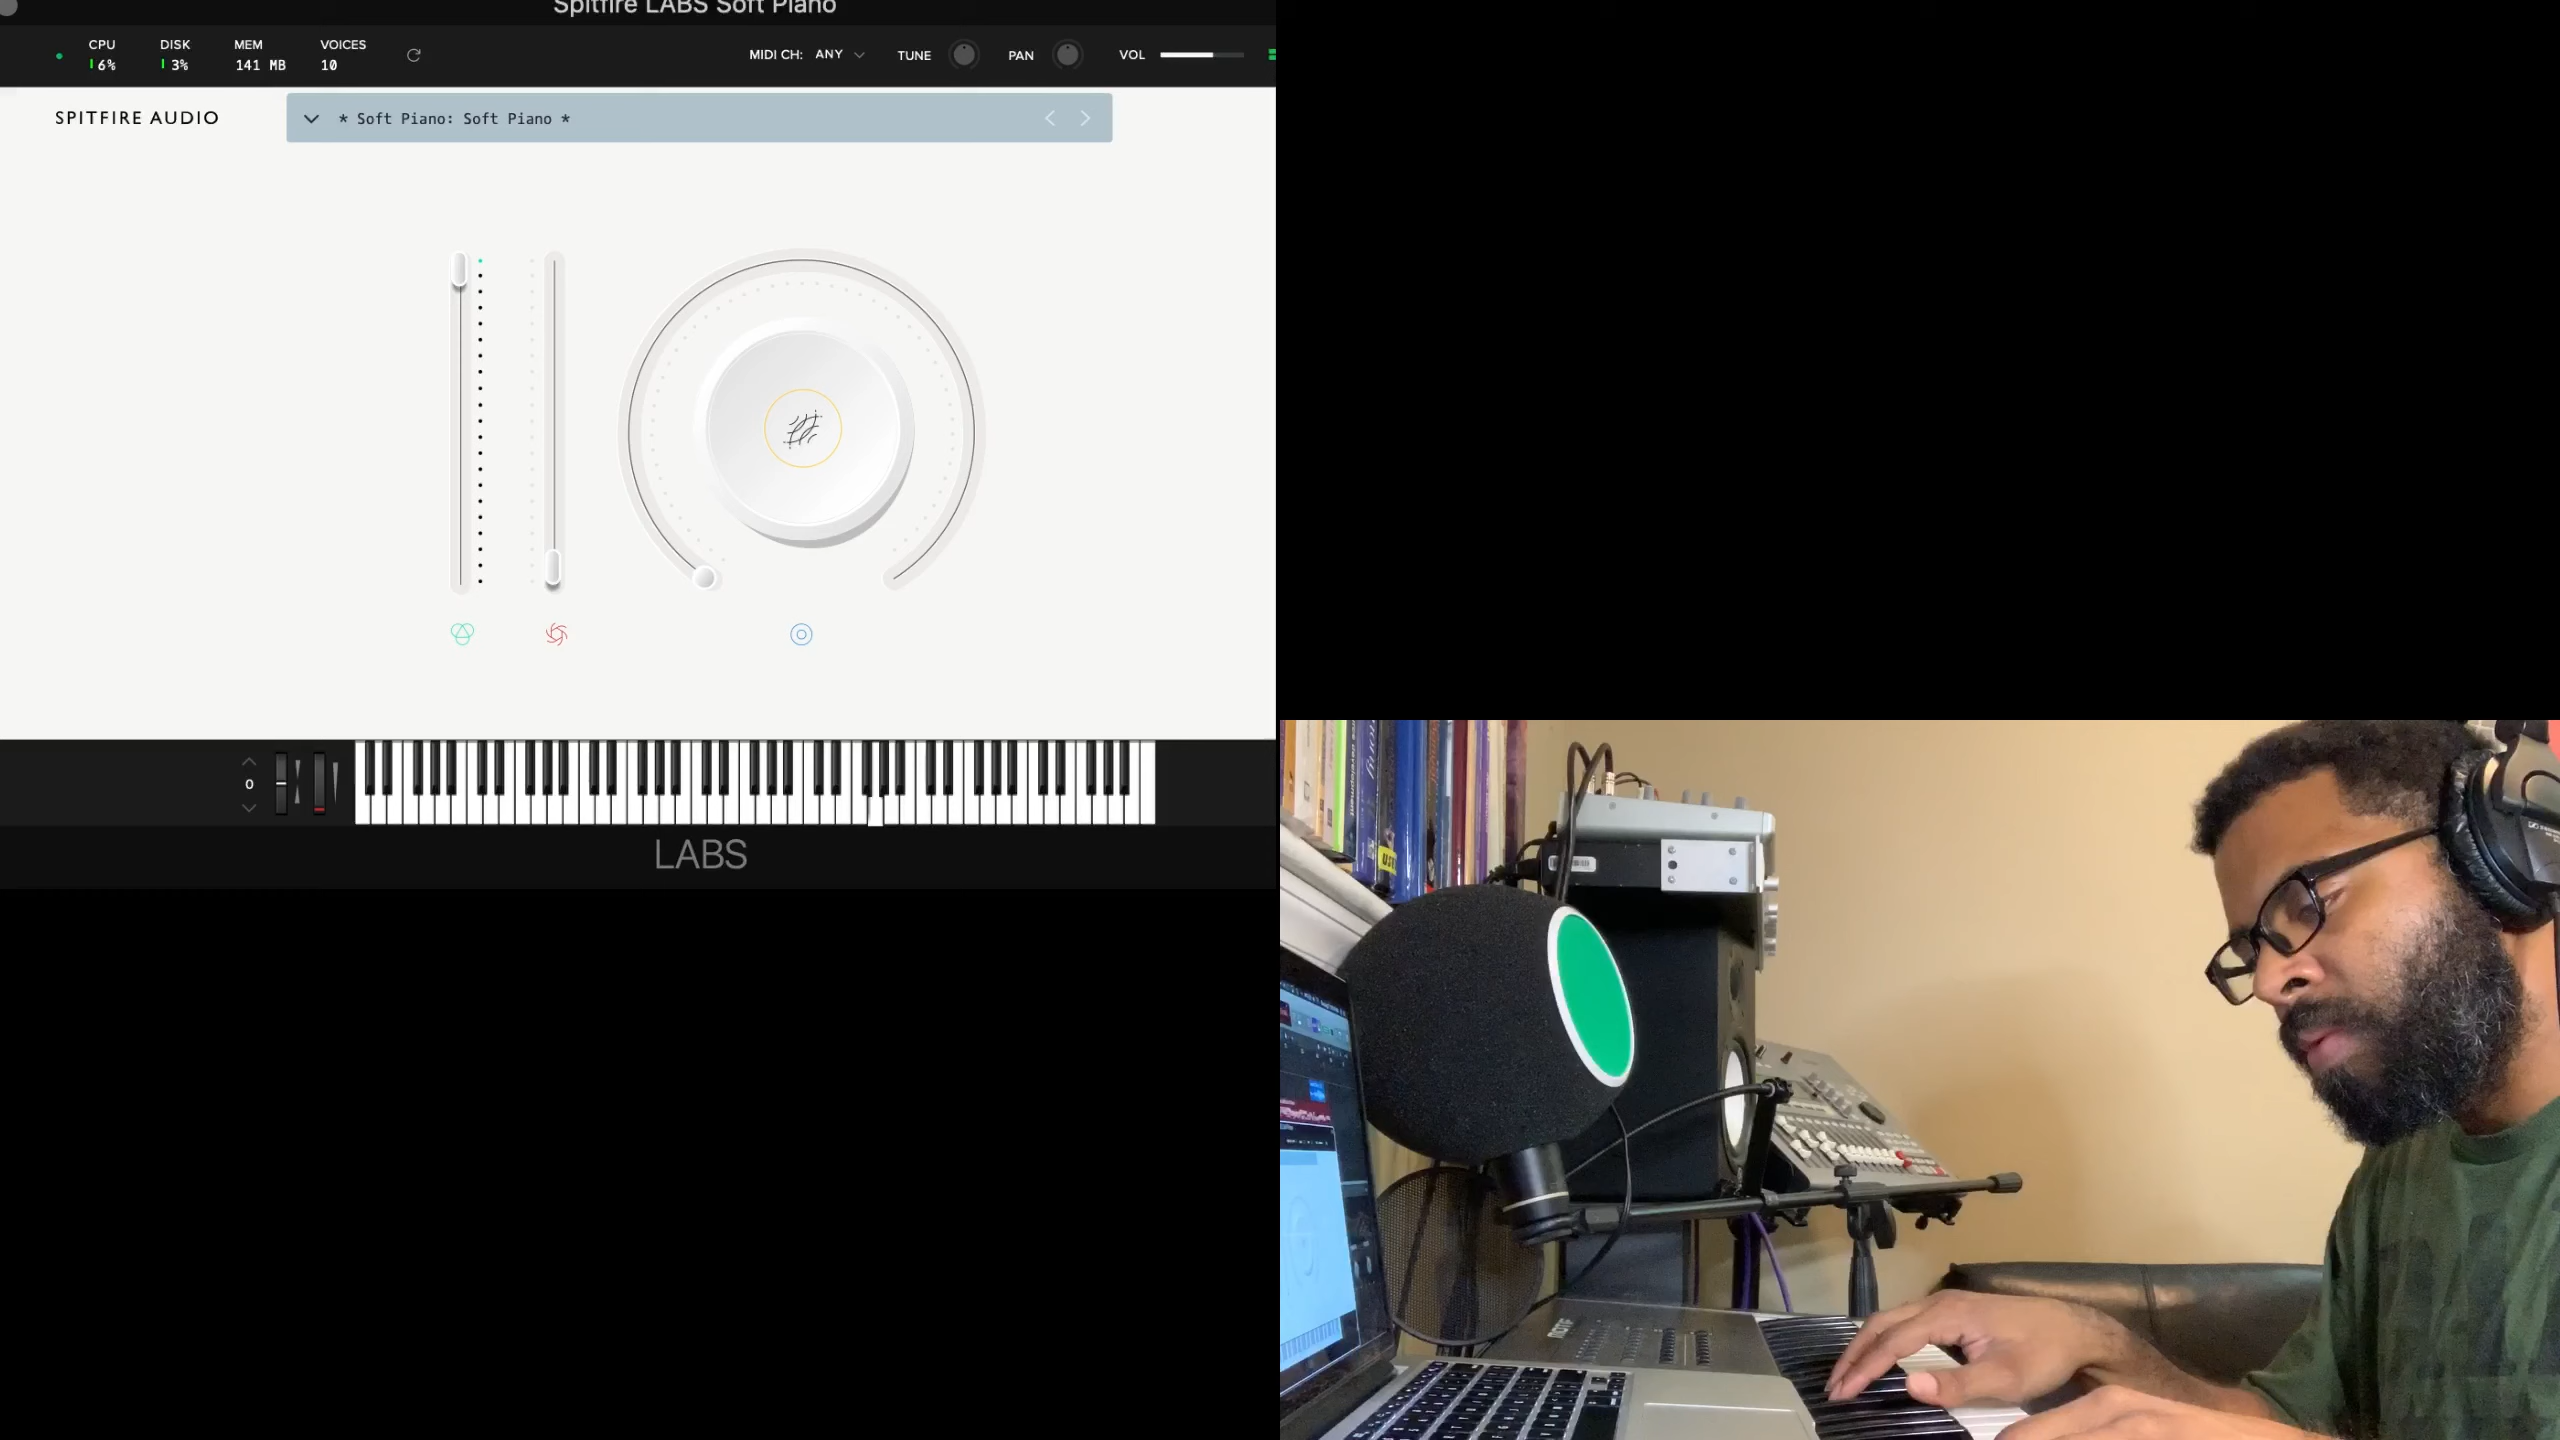 Spitfire LABS Soft Piano
CPU
6%
DISK
3%
MEM
141 MB
VOICES
10
MIDI CH: ANY
TUNE
PAN
VOL
SPITFIRE AUDIO
* Soft Piano: Soft Piano *
0
LABS
USED